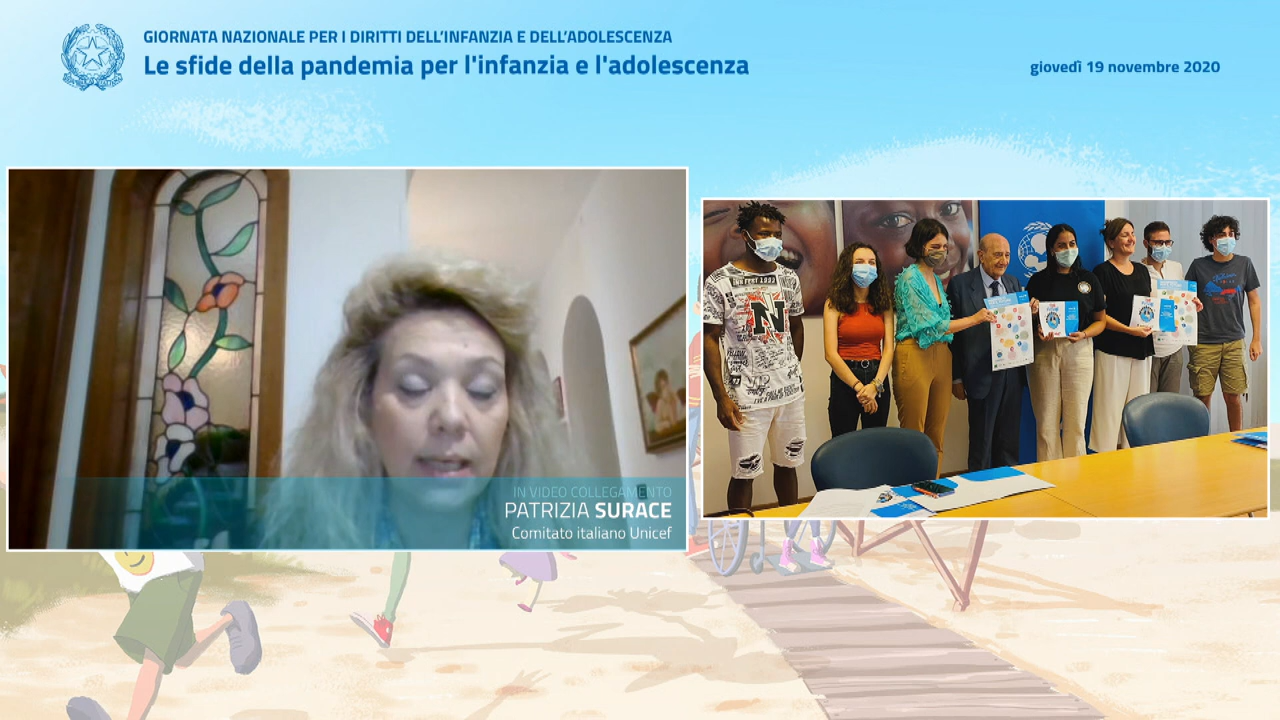 GIORNATA NAZIONALE PER I DIRITTI DELL'INFANZIA E DELL'ADOLESCENZA
Le sfide della pandemia per l'infanzia e l'adolescenza
giovedì 19 novembre 2020
IN VIDEO COLLEGAMENTO
PATRIZIA SURACE
Comitato italiano Unicef
N